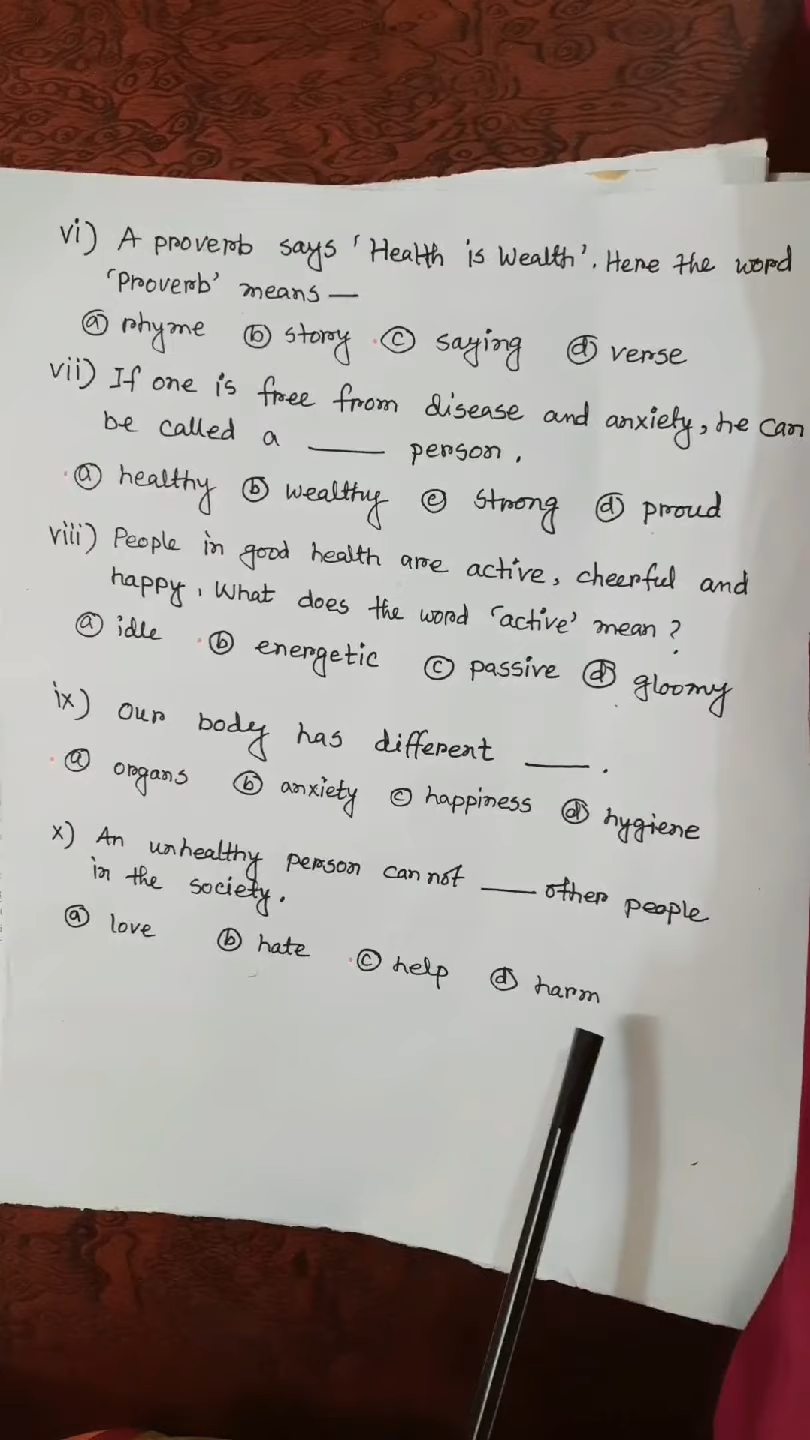 vi) A proverb says 'Health is Wealth'. Here the word
'Proverb' means —
ⓐ rhyme ⓑ story ⓒ saying ⓓ verse
vii) If one is free from disease and anxiety, he can
be called a ____ person.
ⓐ healthy ⓑ wealthy ⓒ strong ⓓ proud
viii) People in good health are active, cheerful and
happy. What does the word 'active' mean?
ⓐ idle ⓑ energetic ⓒ passive ⓓ gloomy
ix) Our body has different ____.
ⓐ organs ⓑ anxiety ⓒ happiness ⓓ hygiene
x) An unhealthy person can not ____ other people
in the society.
ⓐ love ⓑ hate ⓒ help ⓓ harm